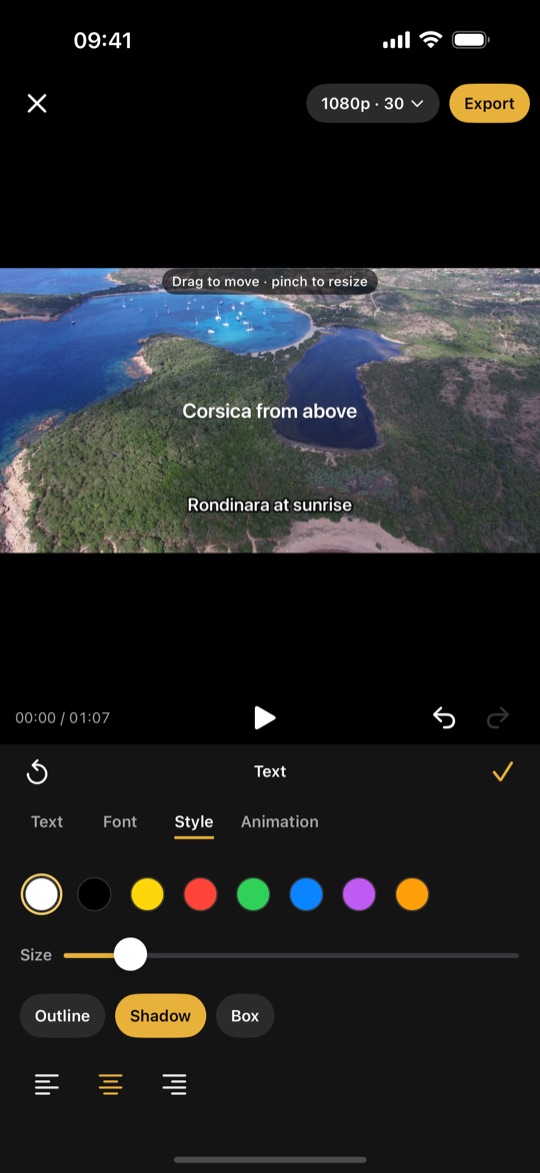 09:41
1080p · 30
Export
Drag to move · pinch to resize
Corsica from above
Rondinara at sunrise
00:00 / 01:07
Text
Text Font Style Animation
Size
Outline Shadow Box